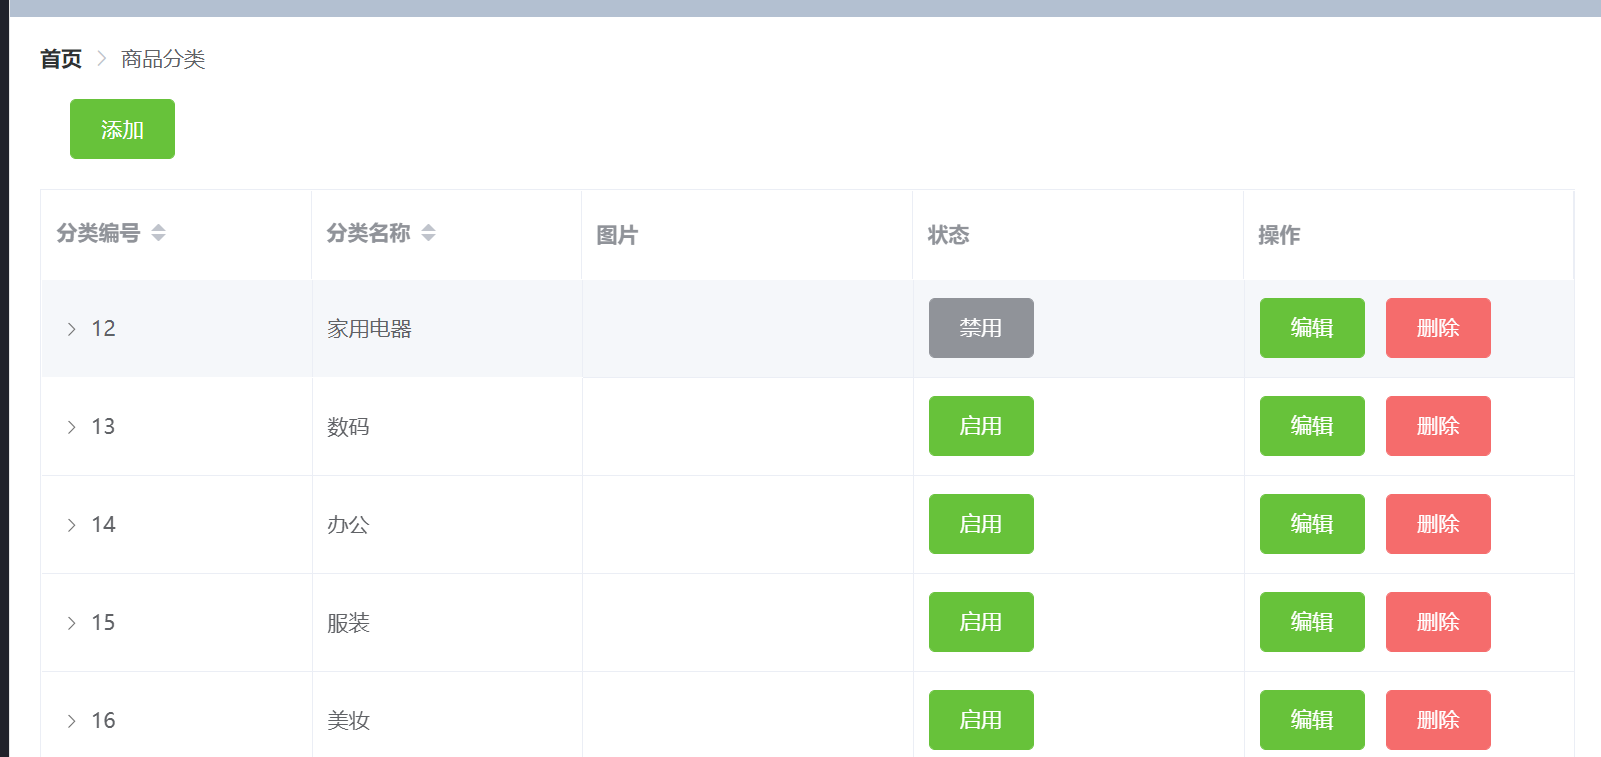 首页 > 商品分类
添加
分类编号 分类名称 图片 状态 操作
12 家用电器 禁用 编辑 删除
13 数码 启用 编辑 删除
14 办公 启用 编辑 删除
15 服装 启用 编辑 删除
16 美妆 启用 编辑 删除